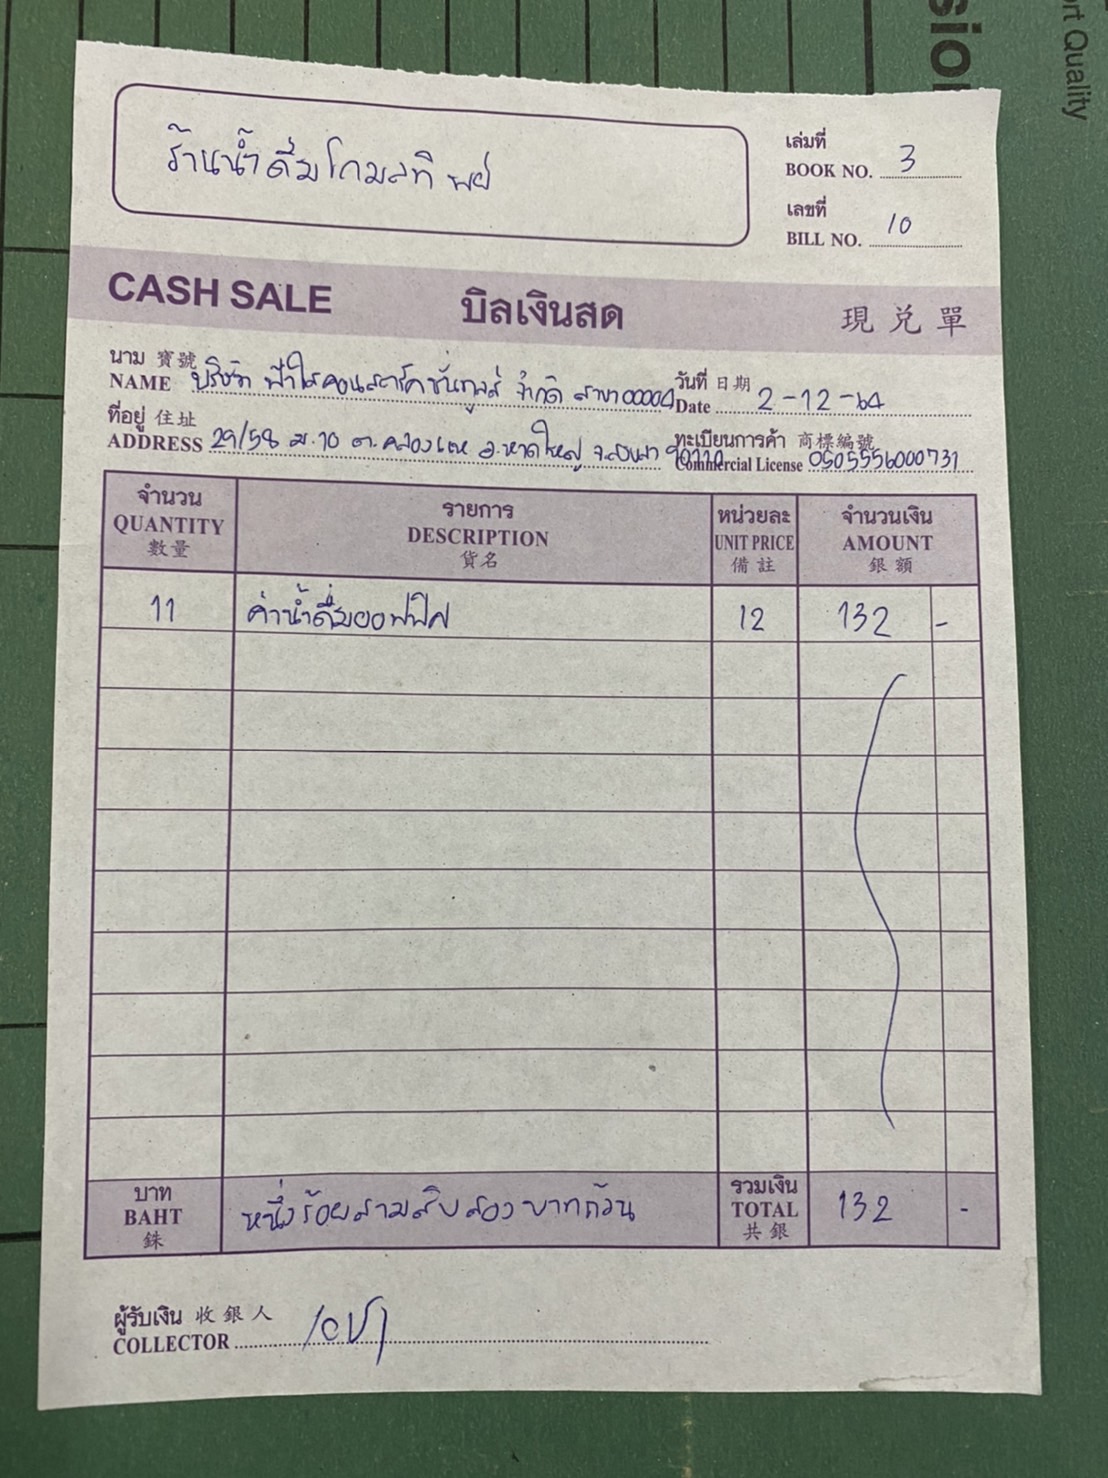 sion
ort Quality
ร้านน้ำดื่มโกมลทิพย์
เล่มที่
BOOK NO. 3
เลขที่
BILL NO. 10
CASH SALE บิลเงินสด 現兌單
นาม 寶號
NAME บริษัท ฟ้าใสคอนสตรัคชั่นทูลส์ จำกัด สาขา00004
วันที่ 日期
Date 2-12-64
ที่อยู่ 住址
ADDRESS 29/58 ม.10 ต.คลองแห อ.หาดใหญ่ จ.สงขลา 90110
ทะเบียนการค้า 商標編號
Commercial License 0505556000731
จำนวน รายการ หน่วยละ จำนวนเงิน
QUANTITY DESCRIPTION UNIT PRICE AMOUNT
數量 貨名 備註 銀額
11 ค่าน้ำดื่มออฟฟิศ 12 132 -
บาท
BAHT
銖
หนึ่งร้อยสามสิบสองบาทถ้วน
รวมเงิน
TOTAL
共銀
132 -
ผู้รับเงิน 收銀人
COLLECTOR